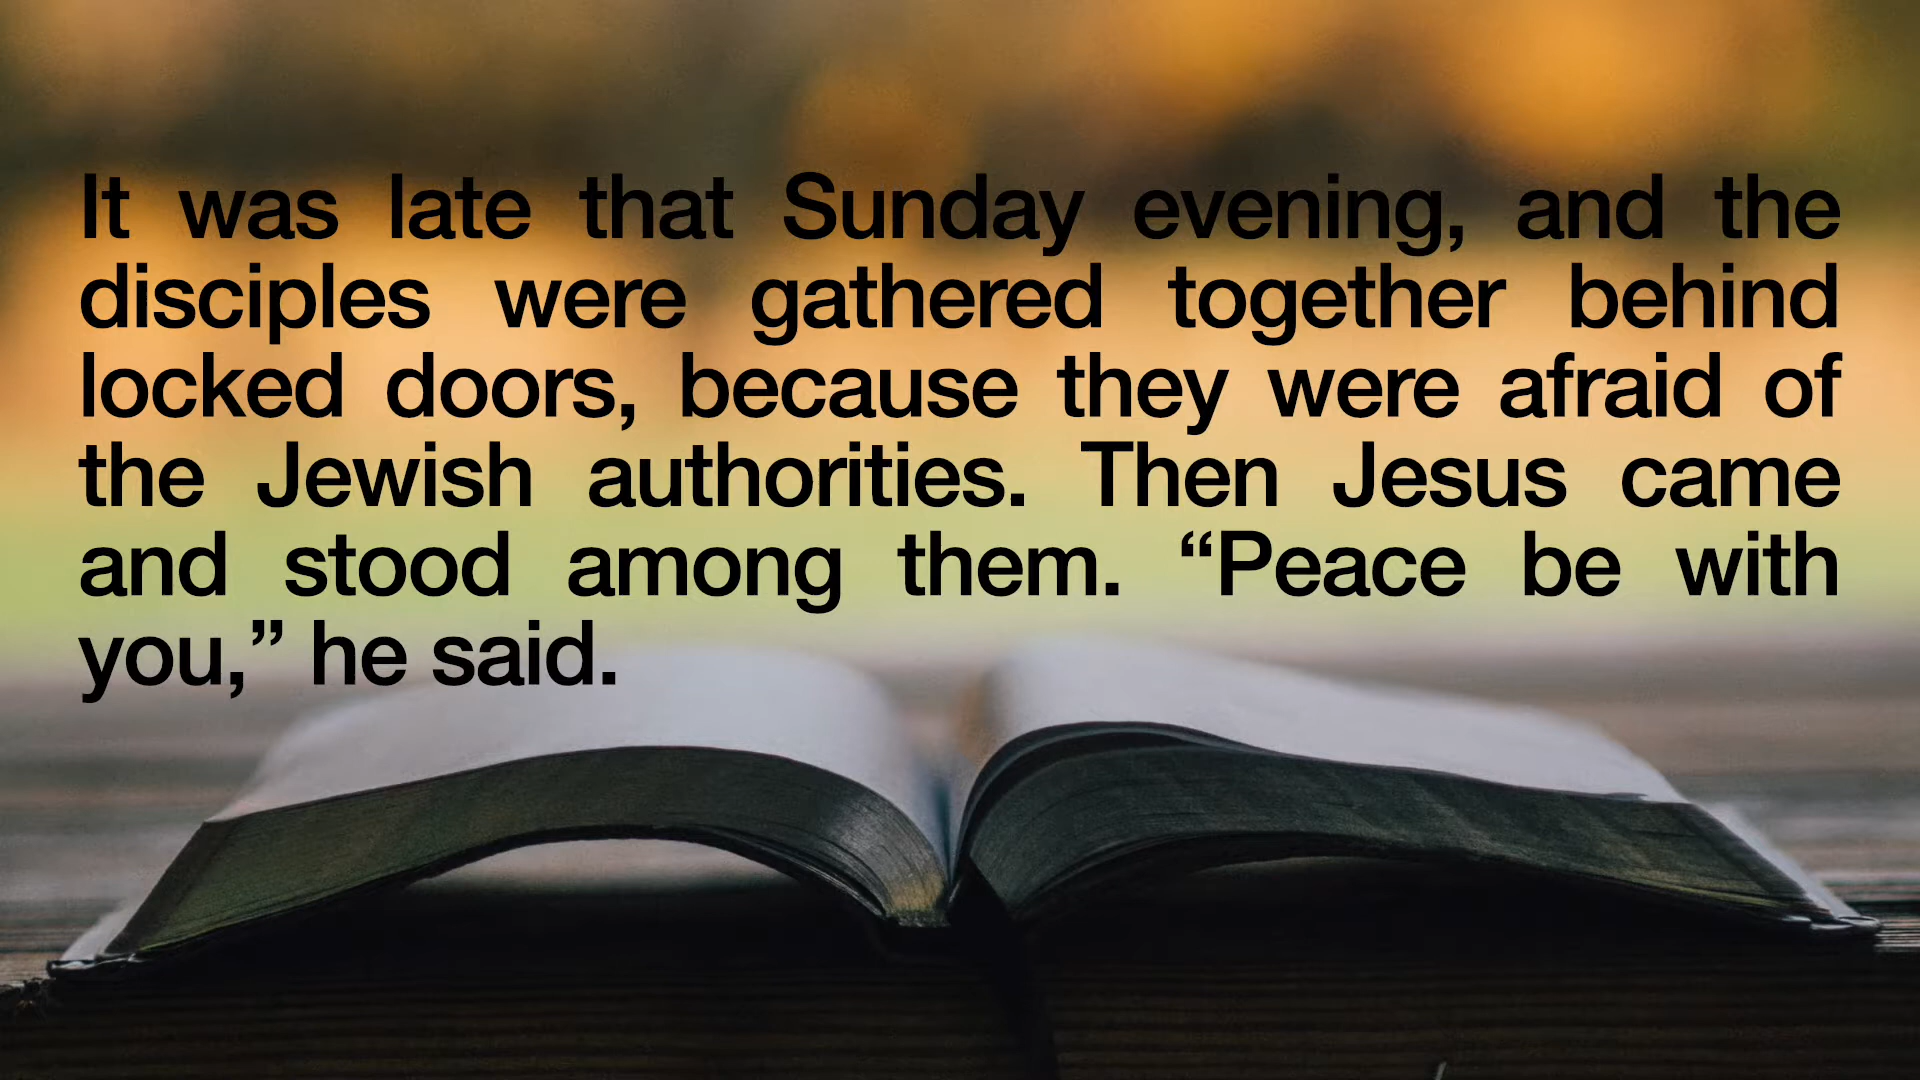 It was late that Sunday evening, and the
disciples were gathered together behind
locked doors, because they were afraid of
the Jewish authorities. Then Jesus came
and stood among them. “Peace be with
you,” he said.